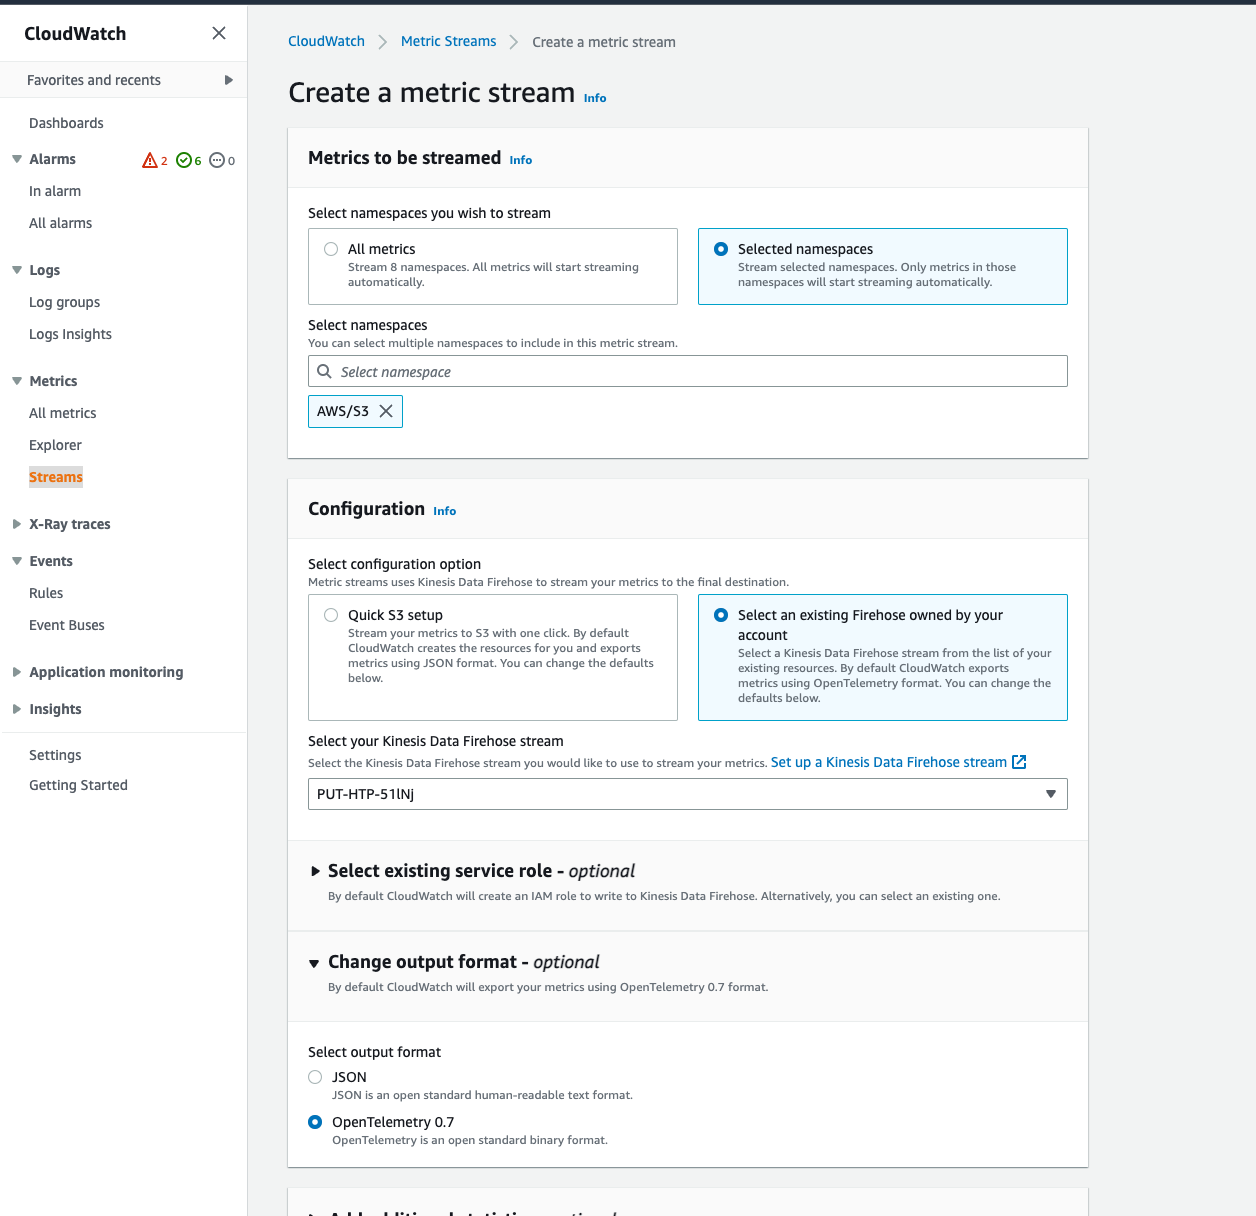 CloudWatch
Favorites and recents
Dashboards
Alarms 2 6 0
In alarm
All alarms
Logs
Log groups
Logs Insights
Metrics
All metrics
Explorer
Streams
X-Ray traces
Events
Rules
Event Buses
Application monitoring
Insights
Settings
Getting Started
CloudWatch Metric Streams Create a metric stream
Create a metric stream Info
Metrics to be streamed Info
Select namespaces you wish to stream
All metrics
Stream 8 namespaces. All metrics will start streaming
automatically.
Selected namespaces
Stream selected namespaces. Only metrics in those
namespaces will start streaming automatically.
Select namespaces
You can select multiple namespaces to include in this metric stream.
Select namespace
AWS/S3
Configuration Info
Select configuration option
Metric streams uses Kinesis Data Firehose to stream your metrics to the final destination.
Quick S3 setup
Stream your metrics to S3 with one click. By default
CloudWatch creates the resources for you and exports
metrics using JSON format. You can change the defaults
below.
Select an existing Firehose owned by your
account
Select a Kinesis Data Firehose stream from the list of your
existing resources. By default CloudWatch exports
metrics using OpenTelemetry format. You can change the
defaults below.
Select your Kinesis Data Firehose stream
Select the Kinesis Data Firehose stream you would like to use to stream your metrics. Set up a Kinesis Data Firehose stream
PUT-HTP-51lNj
Select existing service role - optional
By default CloudWatch will create an IAM role to write to Kinesis Data Firehose. Alternatively, you can select an existing one.
Change output format - optional
By default CloudWatch will export your metrics using OpenTelemetry 0.7 format.
Select output format
JSON
JSON is an open standard human-readable text format.
OpenTelemetry 0.7
OpenTelemetry is an open standard binary format.